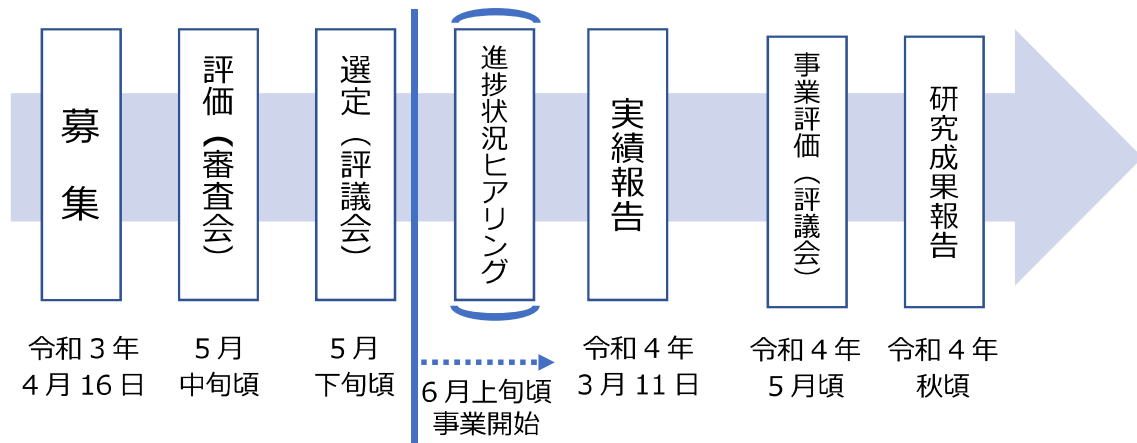 募集
評価（審査会）
選定（評議会）
進捗状況ヒアリング
実績報告
事業評価（評議会）
研究成果報告
令和３年
４月16日
５月
中旬頃
５月
下旬頃
６月上旬頃
事業開始
令和４年
３月11日
令和４年
５月頃
令和４年
秋頃